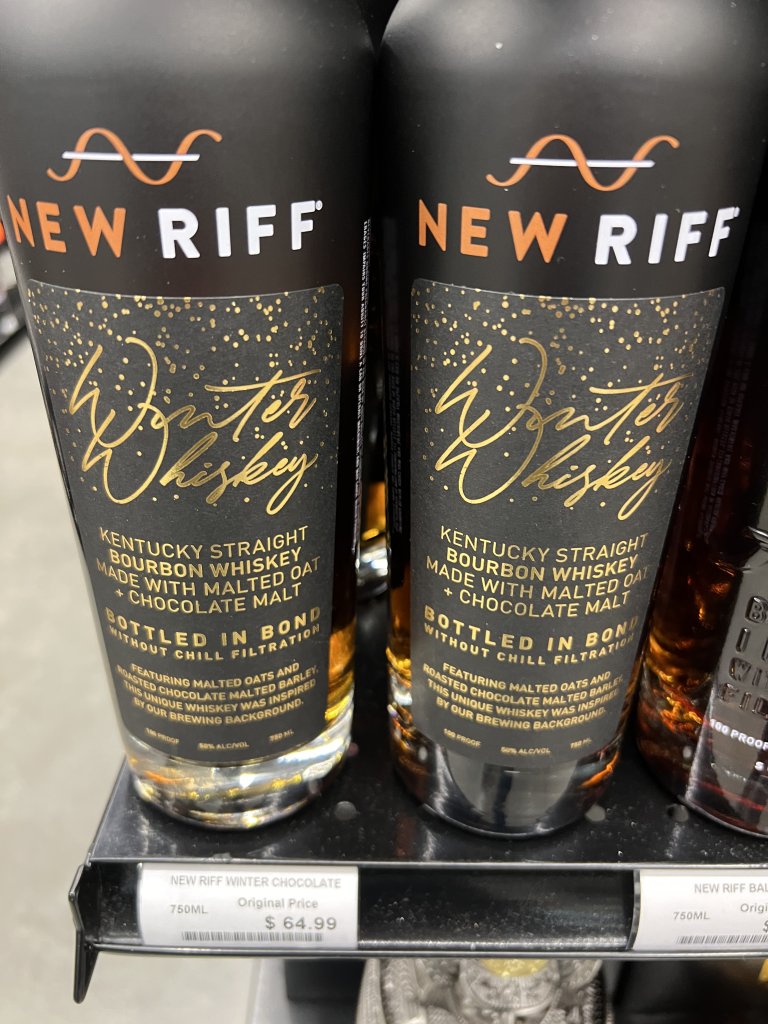 NEW RIFF®
Winter
Whiskey
KENTUCKY STRAIGHT
BOURBON WHISKEY
MADE WITH MALTED OAT
+ CHOCOLATE MALT
BOTTLED IN BOND
WITHOUT CHILL FILTRATION
FEATURING MALTED OATS AND
ROASTED CHOCOLATE MALTED BARLEY,
THIS UNIQUE WHISKEY WAS INSPIRED
BY OUR BREWING BACKGROUND.
100 PROOF 50% ALC/VOL 750 ML
NEW RIFF®
Winter
Whiskey
KENTUCKY STRAIGHT
BOURBON WHISKEY
MADE WITH MALTED OAT
+ CHOCOLATE MALT
BOTTLED IN BOND
WITHOUT CHILL FILTRATION
FEATURING MALTED OATS AND
ROASTED CHOCOLATE MALTED BARLEY,
THIS UNIQUE WHISKEY WAS INSPIRED
BY OUR BREWING BACKGROUND.
100 PROOF 50% ALC/VOL 750 ML
100 PROOF
NEW RIFF WINTER CHOCOLATE
750ML Original Price
$ 64.99
NEW RIFF BAL
750ML Origi
$